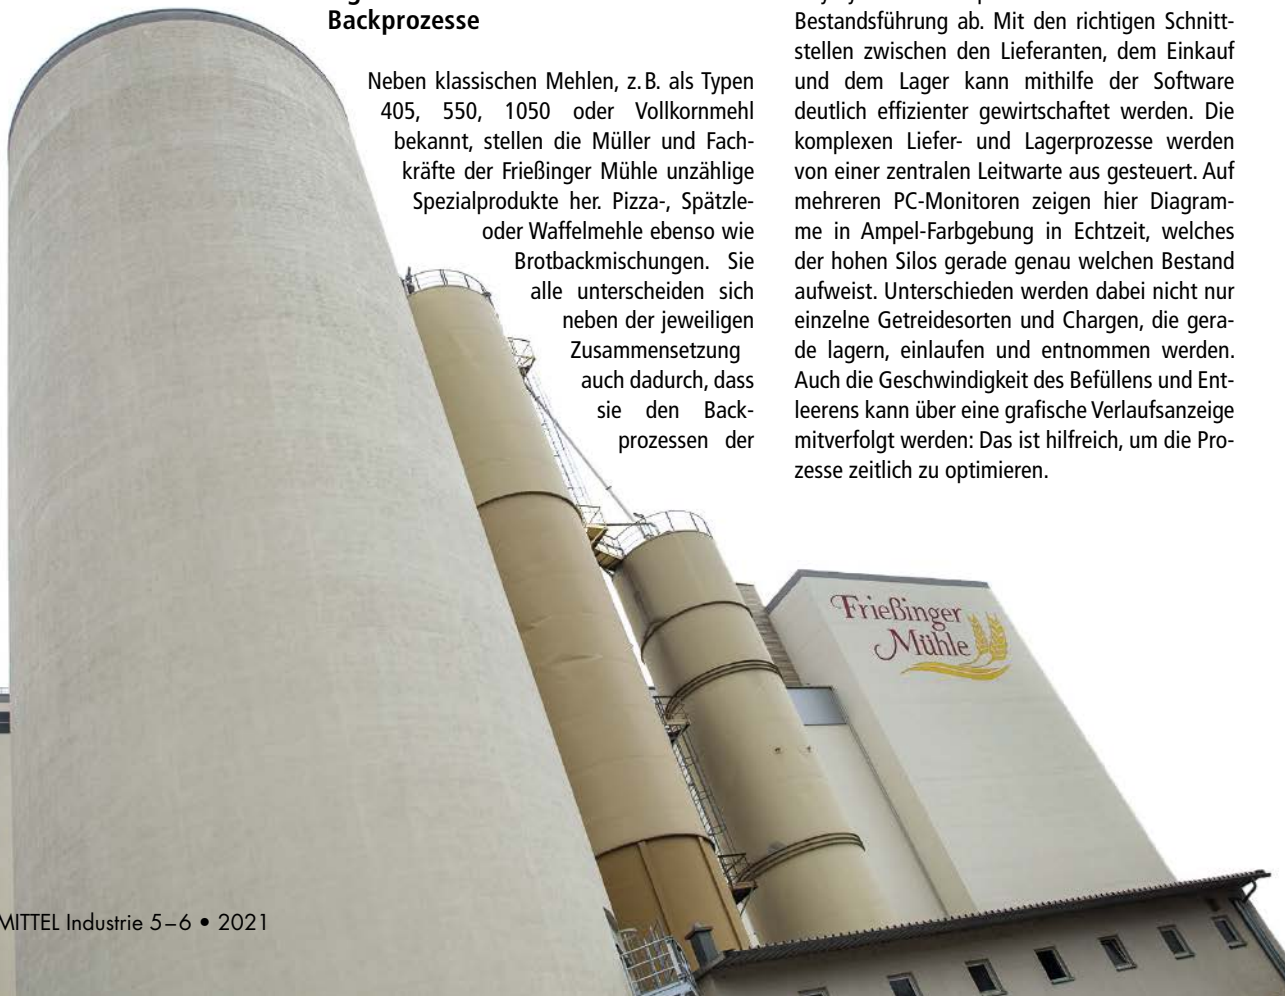 Backprozesse
Neben klassischen Mehlen, z. B. als Typen
405, 550, 1050 oder Vollkornmehl
bekannt, stellen die Müller und Fach-
kräfte der Frießinger Mühle unzählige
Spezialprodukte her. Pizza-, Spätzle-
oder Waffelmehle ebenso wie
Brotbackmischungen. Sie
alle unterscheiden sich
neben der jeweiligen
Zusammensetzung
auch dadurch, dass
sie den Back-
prozessen der
Bestandsführung ab. Mit den richtigen Schnitt-
stellen zwischen den Lieferanten, dem Einkauf
und dem Lager kann mithilfe der Software
deutlich effizienter gewirtschaftet werden. Die
komplexen Liefer- und Lagerprozesse werden
von einer zentralen Leitwarte aus gesteuert. Auf
mehreren PC-Monitoren zeigen hier Diagram-
me in Ampel-Farbgebung in Echtzeit, welches
der hohen Silos gerade genau welchen Bestand
aufweist. Unterschieden werden dabei nicht nur
einzelne Getreidesorten und Chargen, die gera-
de lagern, einlaufen und entnommen werden.
Auch die Geschwindigkeit des Befüllens und Ent-
leerens kann über eine grafische Verlaufsanzeige
mitverfolgt werden: Das ist hilfreich, um die Pro-
zesse zeitlich zu optimieren.
Frießinger
Mühle
MITTEL Industrie 5–6 • 2021